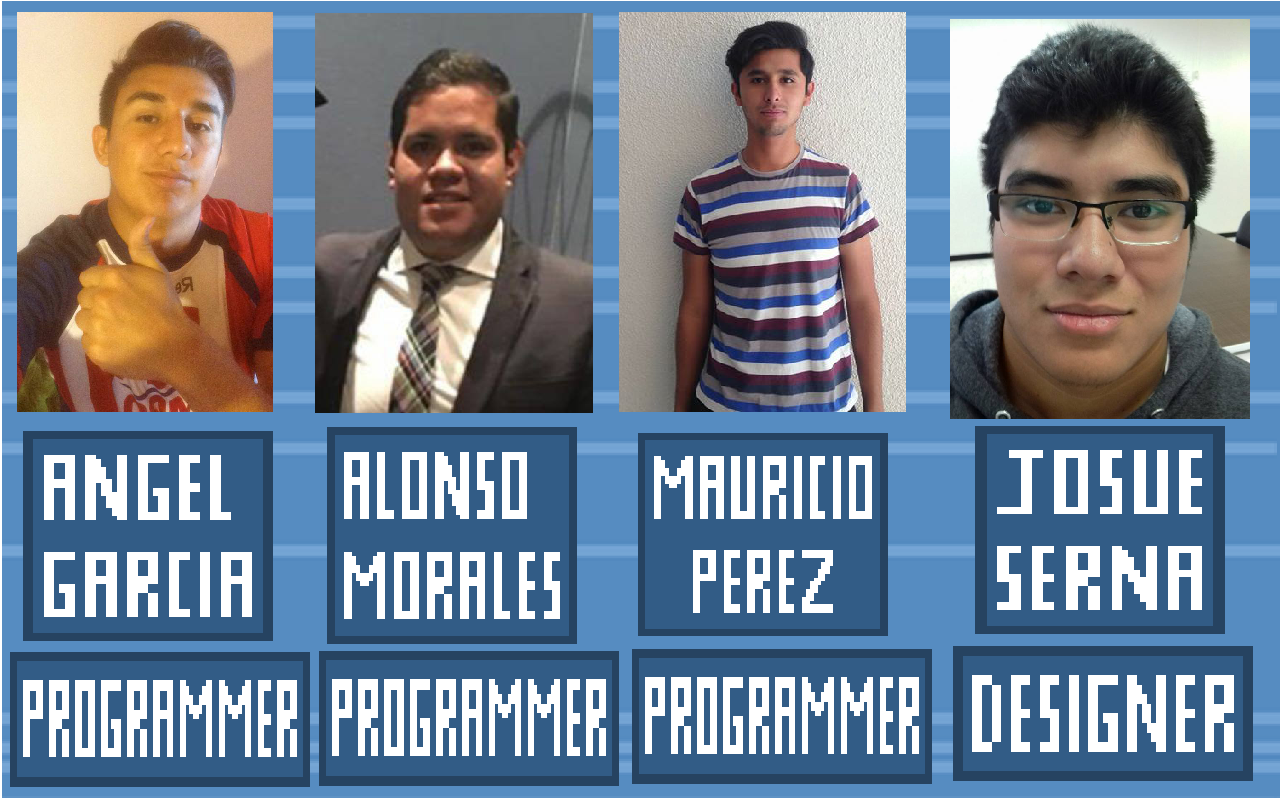 ANGEL
GARCIA
ALONSO
MORALES
MAURICIO
PEREZ
JOSUE
SERNA
PROGRAMMER
PROGRAMMER
PROGRAMMER
DESIGNER